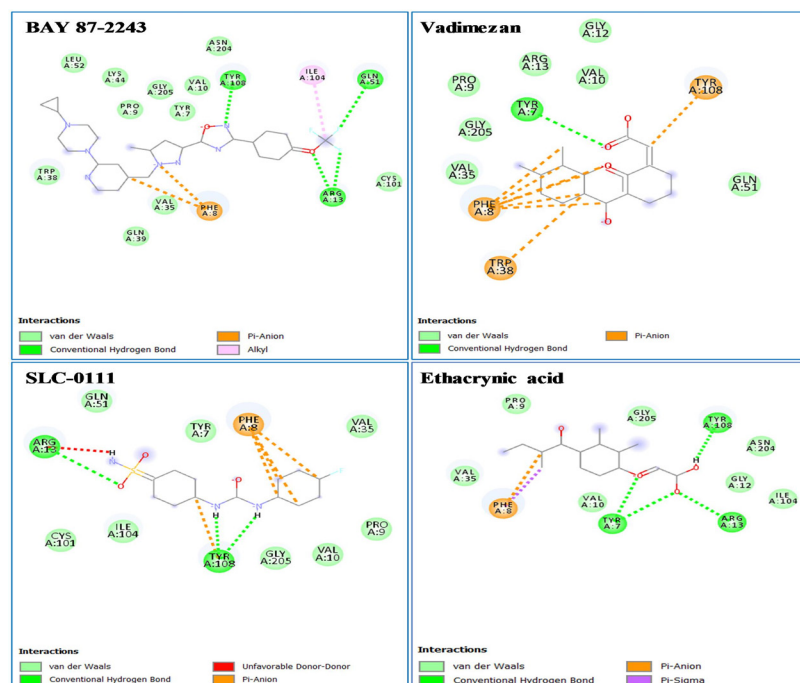 BAY 87-2243
ASN
A:204
LEU
A:52
LYS
A:44
GLY
A:205
VAL
A:10
TYR
A:108
ILE
A:104
GLN
A:51
PRO
A:9
TYR
A:7
TRP
A:38
VAL
A:35
PHE
A:8
ARG
A:13
CYS
A:101
GLN
A:39
Interactions
van der Waals
Conventional Hydrogen Bond
Pi-Anion
Alkyl
Vadimezan
GLY
A:12
ARG
A:13
VAL
A:10
PRO
A:9
TYR
A:7
TYR
A:108
GLY
A:205
VAL
A:35
PHE
A:8
GLN
A:51
TRP
A:38
Interactions
van der Waals
Conventional Hydrogen Bond
Pi-Anion
SLC-0111
GLN
A:51
ARG
A:13
TYR
A:7
PHE
A:8
VAL
A:35
CYS
A:101
ILE
A:104
TYR
A:108
GLY
A:205
VAL
A:10
PRO
A:9
Interactions
van der Waals
Conventional Hydrogen Bond
Unfavorable Donor-Donor
Pi-Anion
Ethacrynic acid
PRO
A:9
GLY
A:205
TYR
A:108
ASN
A:204
VAL
A:35
PHE
A:8
VAL
A:10
TYR
A:7
GLY
A:12
ILE
A:104
ARG
A:13
Interactions
van der Waals
Conventional Hydrogen Bond
Pi-Anion
Pi-Sigma